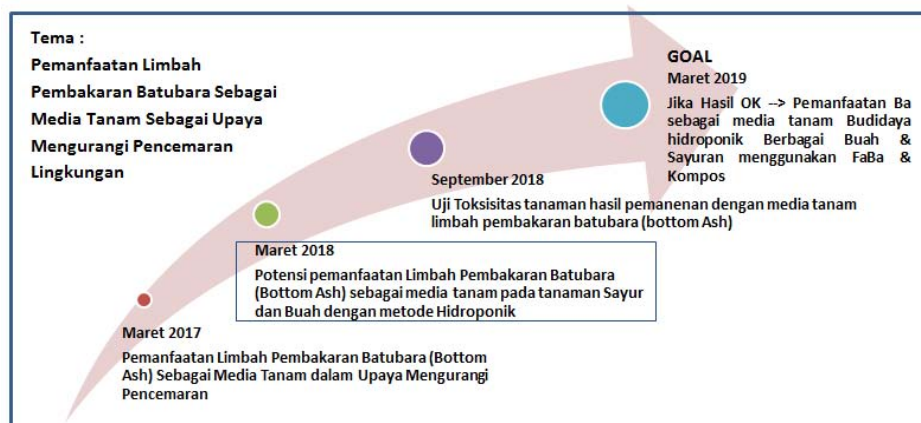 Tema :
Pemanfaatan Limbah
Pembakaran Batubara Sebagai
Media Tanam Sebagai Upaya
Mengurangi Pencemaran
Lingkungan
GOAL
Maret 2019
Jika Hasil OK --> Pemanfaatan Ba
sebagai media tanam Budidaya
hidroponik Berbagai Buah &
Sayuran menggunakan FaBa &
Kompos
September 2018
Uji Toksisitas tanaman hasil pemanenan dengan media tanam
limbah pembakaran batubara (bottom Ash)
Maret 2018
Potensi pemanfaatan Limbah Pembakaran Batubara
(Bottom Ash) sebagai media tanam pada tanaman Sayur
dan Buah dengan metode Hidroponik
Maret 2017
Pemanfaatan Limbah Pembakaran Batubara (Bottom
Ash) Sebagai Media Tanam dalam Upaya Mengurangi
Pencemaran